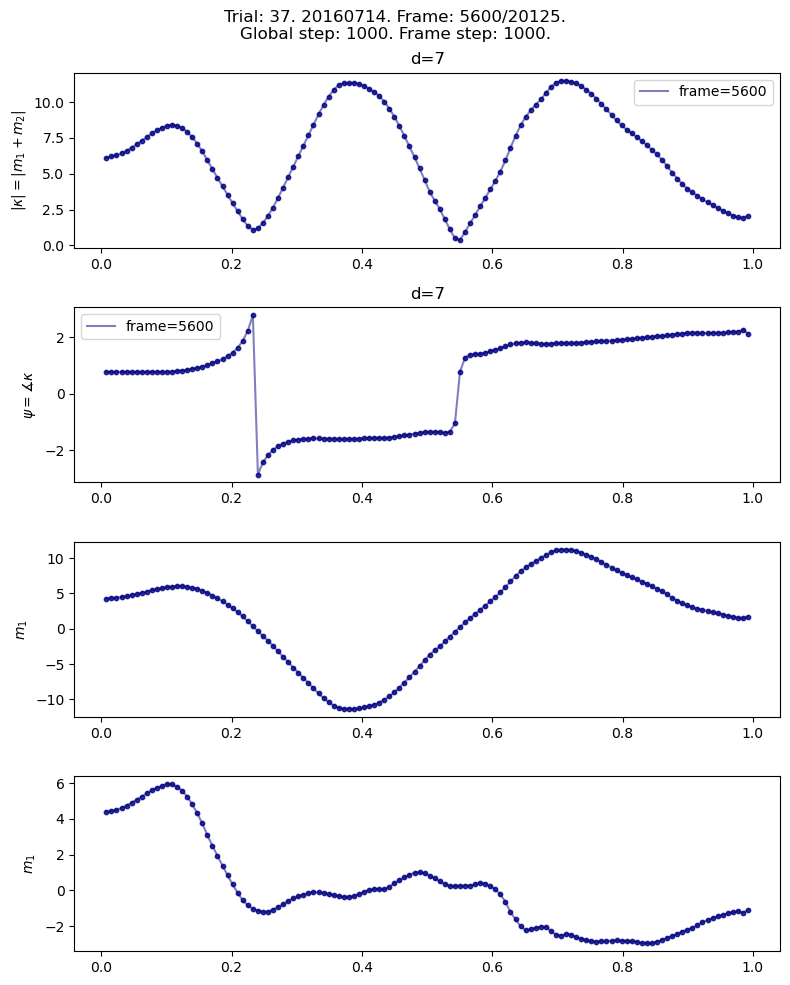 Trial: 37. 20160714. Frame: 5600/20125.
Global step: 1000. Frame step: 1000.
d=7
|κ| = |m₁ + m₂|
10.0
7.5
5.0
2.5
0.0
frame=5600
0.0 0.2 0.4 0.6 0.8 1.0
d=7
ψ = ∡κ
2
0
−2
frame=5600
0.0 0.2 0.4 0.6 0.8 1.0
m₁
10
5
0
−5
−10
0.0 0.2 0.4 0.6 0.8 1.0
m₁
6
4
2
0
−2
0.0 0.2 0.4 0.6 0.8 1.0